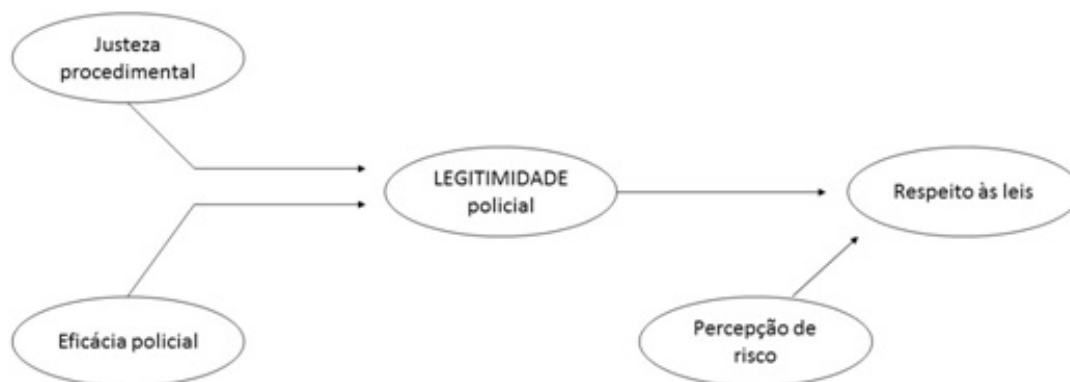 Justeza
procedimental
LEGITIMIDADE
policial
Respeito às leis
Eficácia policial
Percepção de
risco